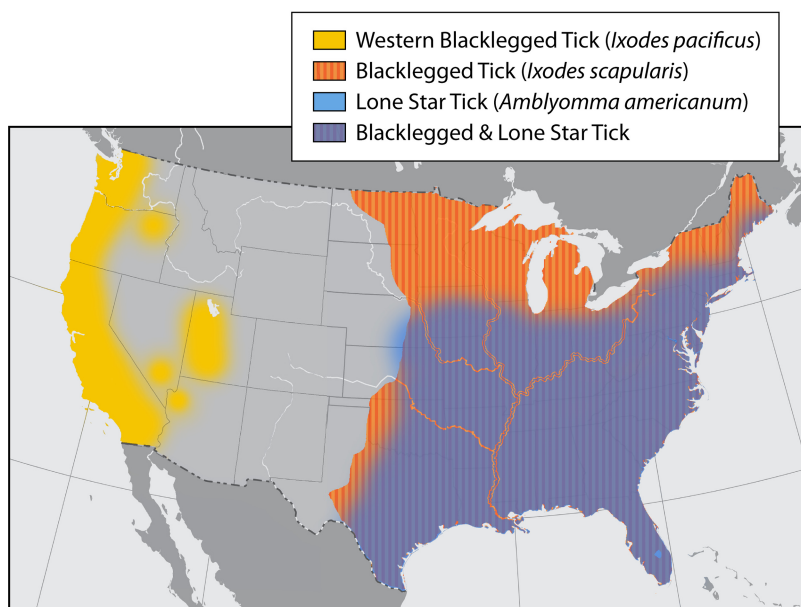 Western Blacklegged Tick (Ixodes pacificus)
Blacklegged Tick (Ixodes scapularis)
Lone Star Tick (Amblyomma americanum)
Blacklegged & Lone Star Tick